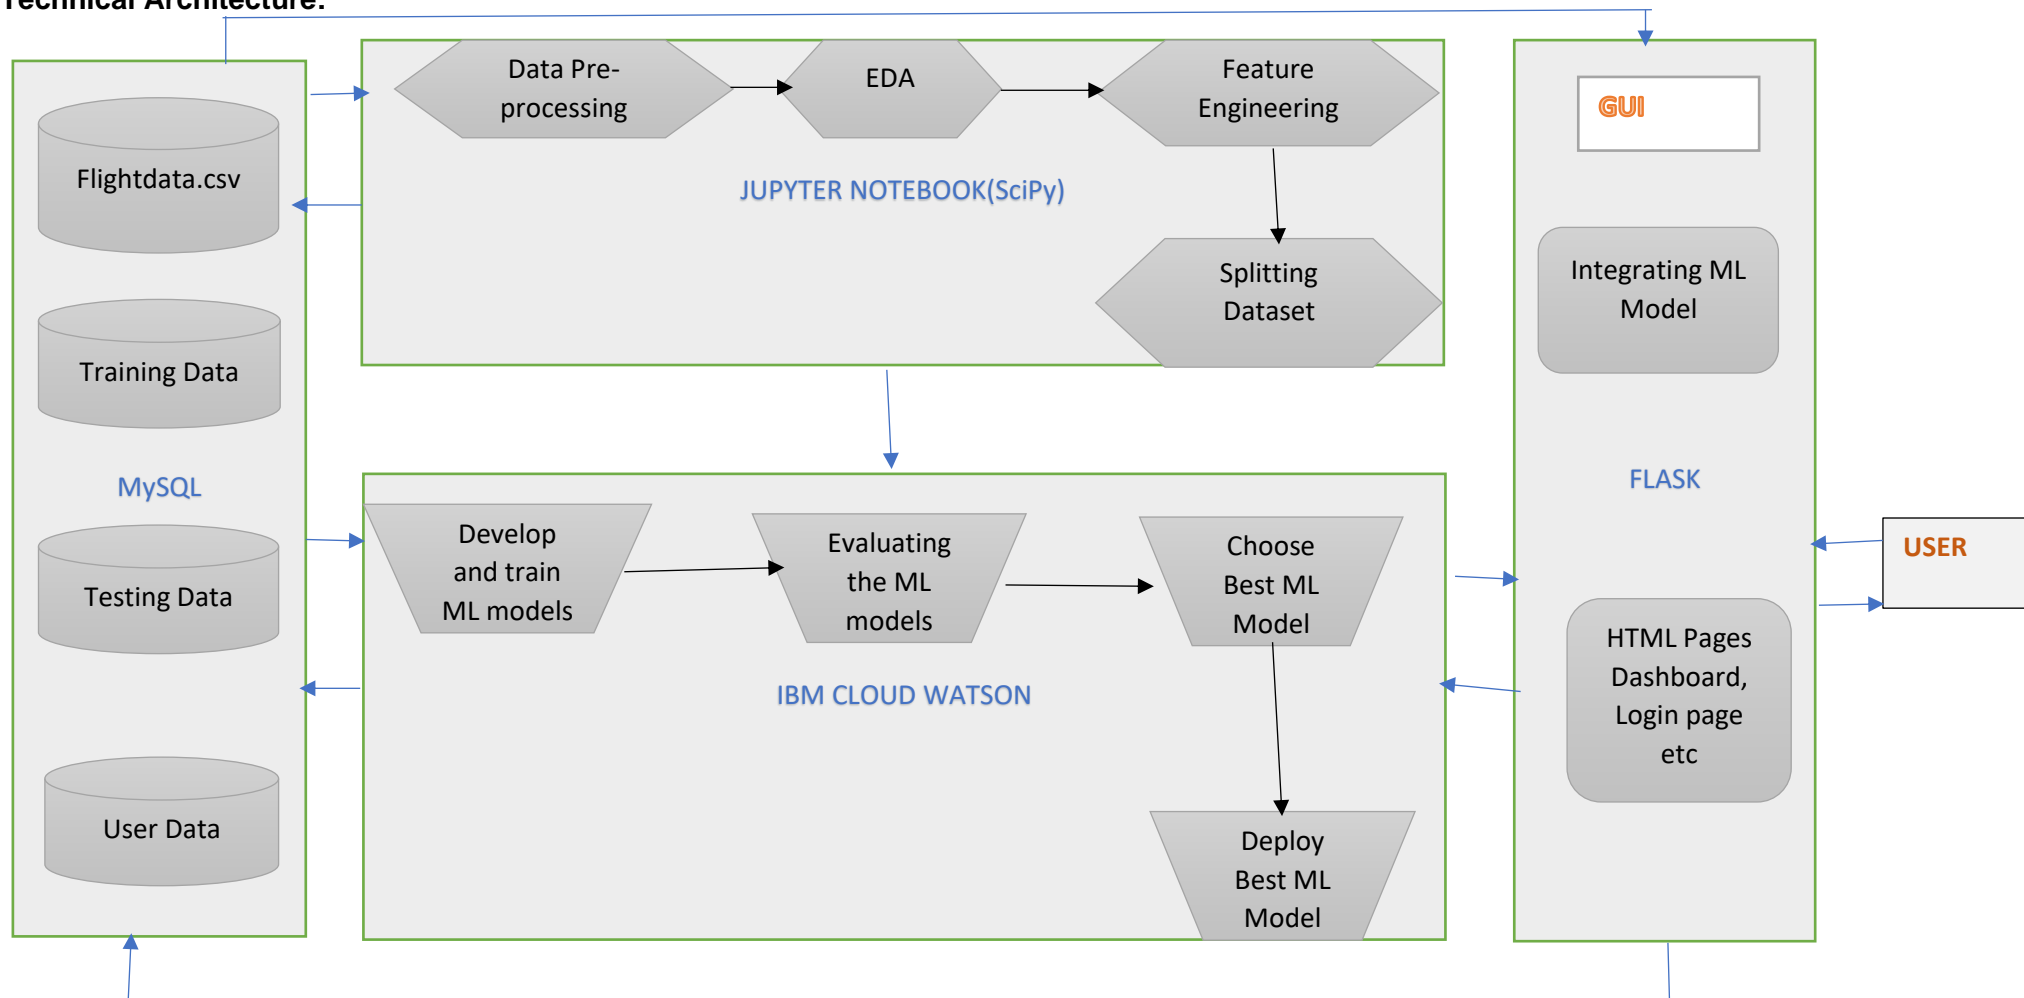 Technical Architecture:
Flightdata.csv
Training Data
MySQL
Testing Data
User Data
Data Pre-
processing
EDA
Feature
Engineering
JUPYTER NOTEBOOK(SciPy)
Splitting
Dataset
Develop
and train
ML models
Evaluating
the ML
models
Choose
Best ML
Model
IBM CLOUD WATSON
Deploy
Best ML
Model
GUI
Integrating ML
Model
FLASK
HTML Pages
Dashboard,
Login page
etc
USER